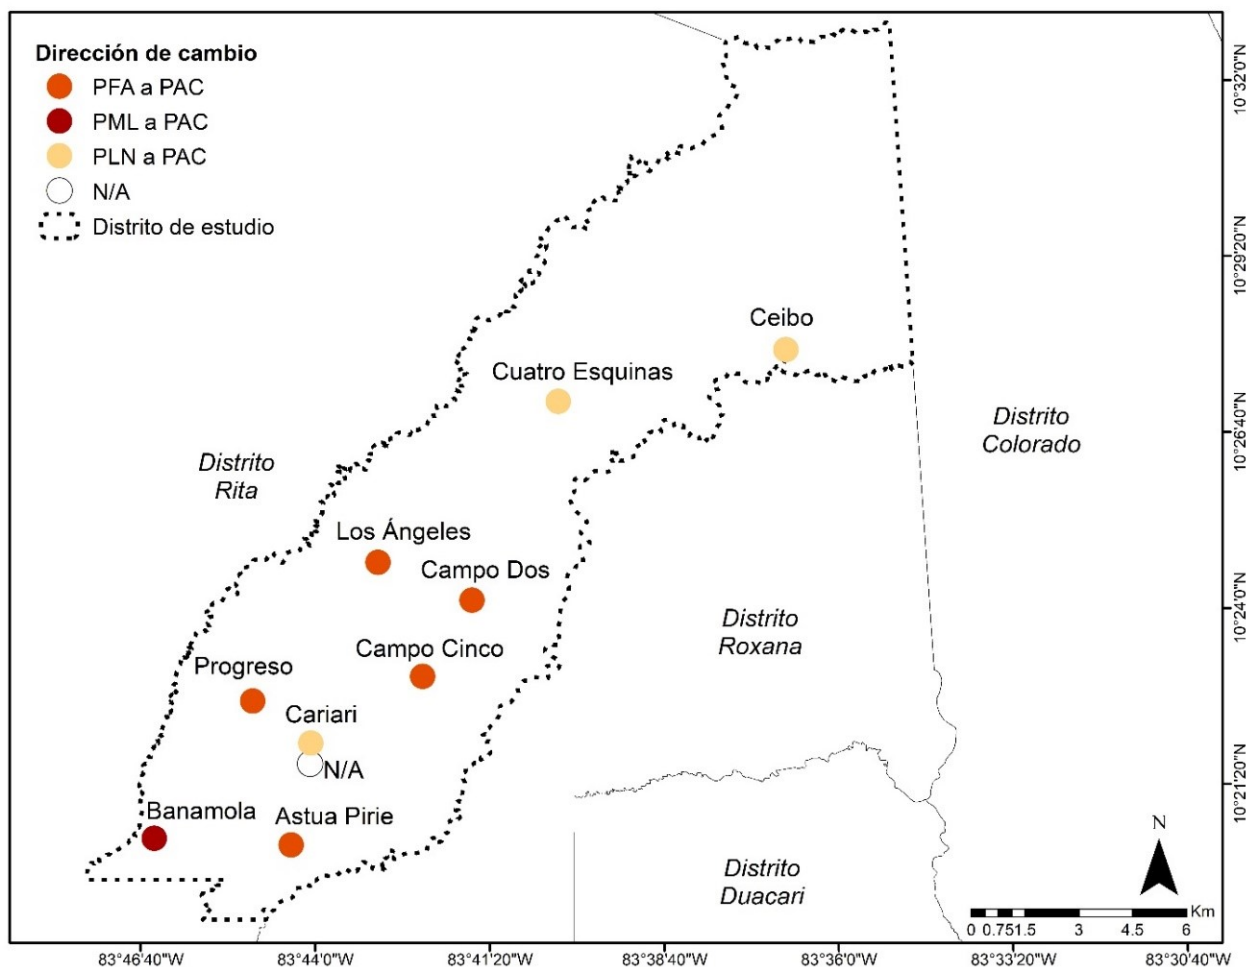 Dirección de cambio
PFA a PAC
PML a PAC
PLN a PAC
N/A
Distrito de estudio
Ceibo
Cuatro Esquinas
Distrito
Colorado
Distrito
Rita
Los Ángeles
Campo Dos
Distrito
Roxana
Campo Cinco
Progreso
Cariari
N/A
Banamola
Astua Pirie
Distrito
Duacari
N
Km
0 0.75 1.5 3 4.5 6
10°32'0"N
10°29'20"N
10°26'40"N
10°24'0"N
10°21'20"N
83°46'40"W 83°44'0"W 83°41'20"W 83°38'40"W 83°36'0"W 83°33'20"W 83°30'40"W